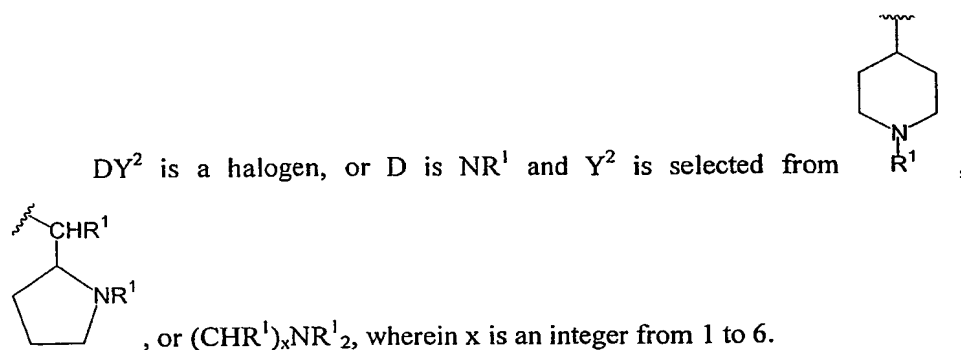 DY² is a halogen, or D is NR¹ and Y² is selected from
N
R¹
,
CHR¹
NR¹
, or (CHR¹)ₓNR¹₂, wherein x is an integer from 1 to 6.